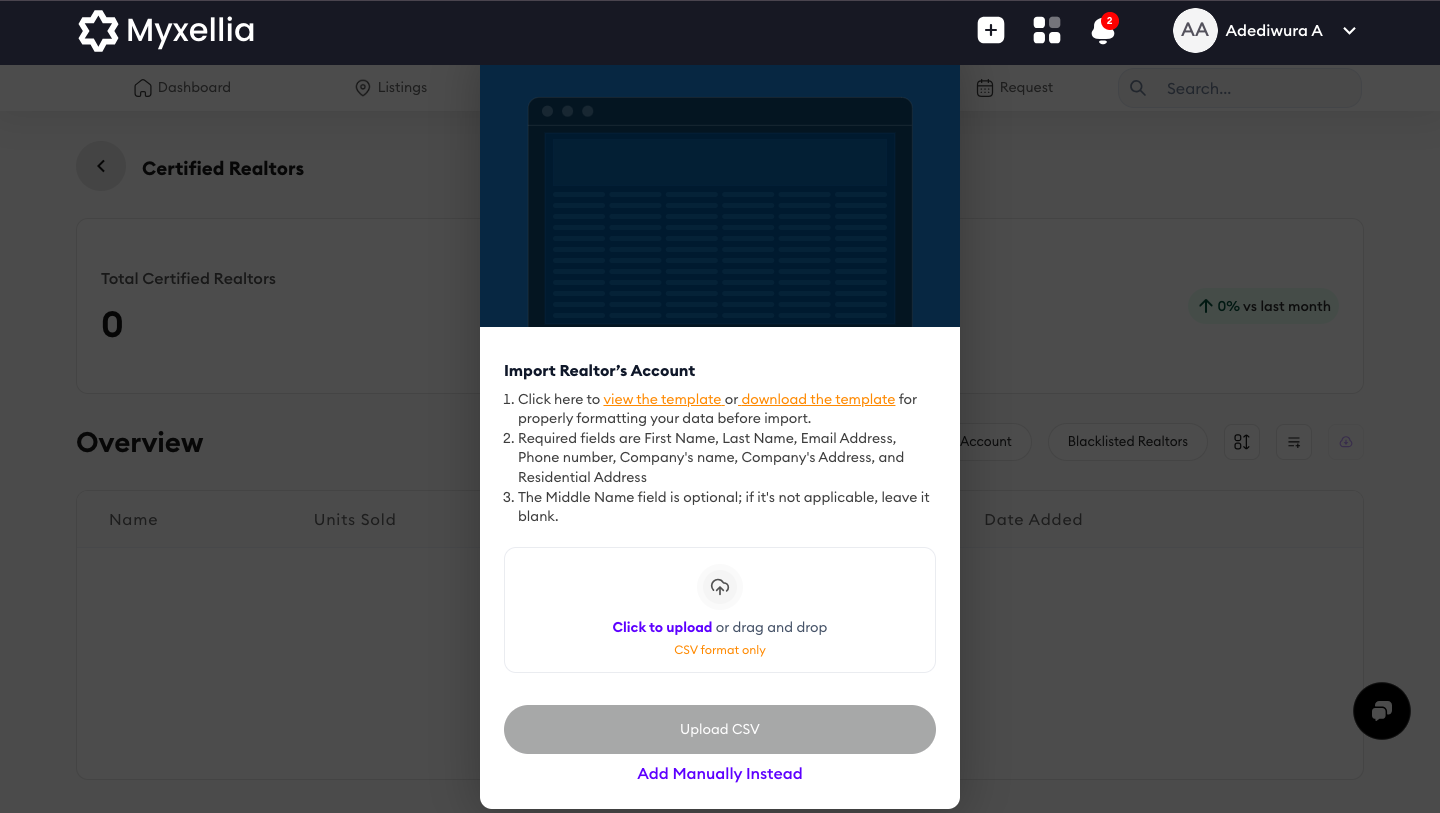 Myxellia
2
AA
Adediwura A
Dashboard
Listings
Request
Search...
Certified Realtors
Total Certified Realtors
0
0% vs last month
Import Realtor’s Account
1. Click here to view the template or download the template for
properly formatting your data before import.
2. Required fields are First Name, Last Name, Email Address,
Phone number, Company's name, Company's Address, and
Residential Address
3. The Middle Name field is optional; if it's not applicable, leave it
blank.
Overview
Account
Blacklisted Realtors
Name
Units Sold
Date Added
Click to upload or drag and drop
CSV format only
Upload CSV
Add Manually Instead